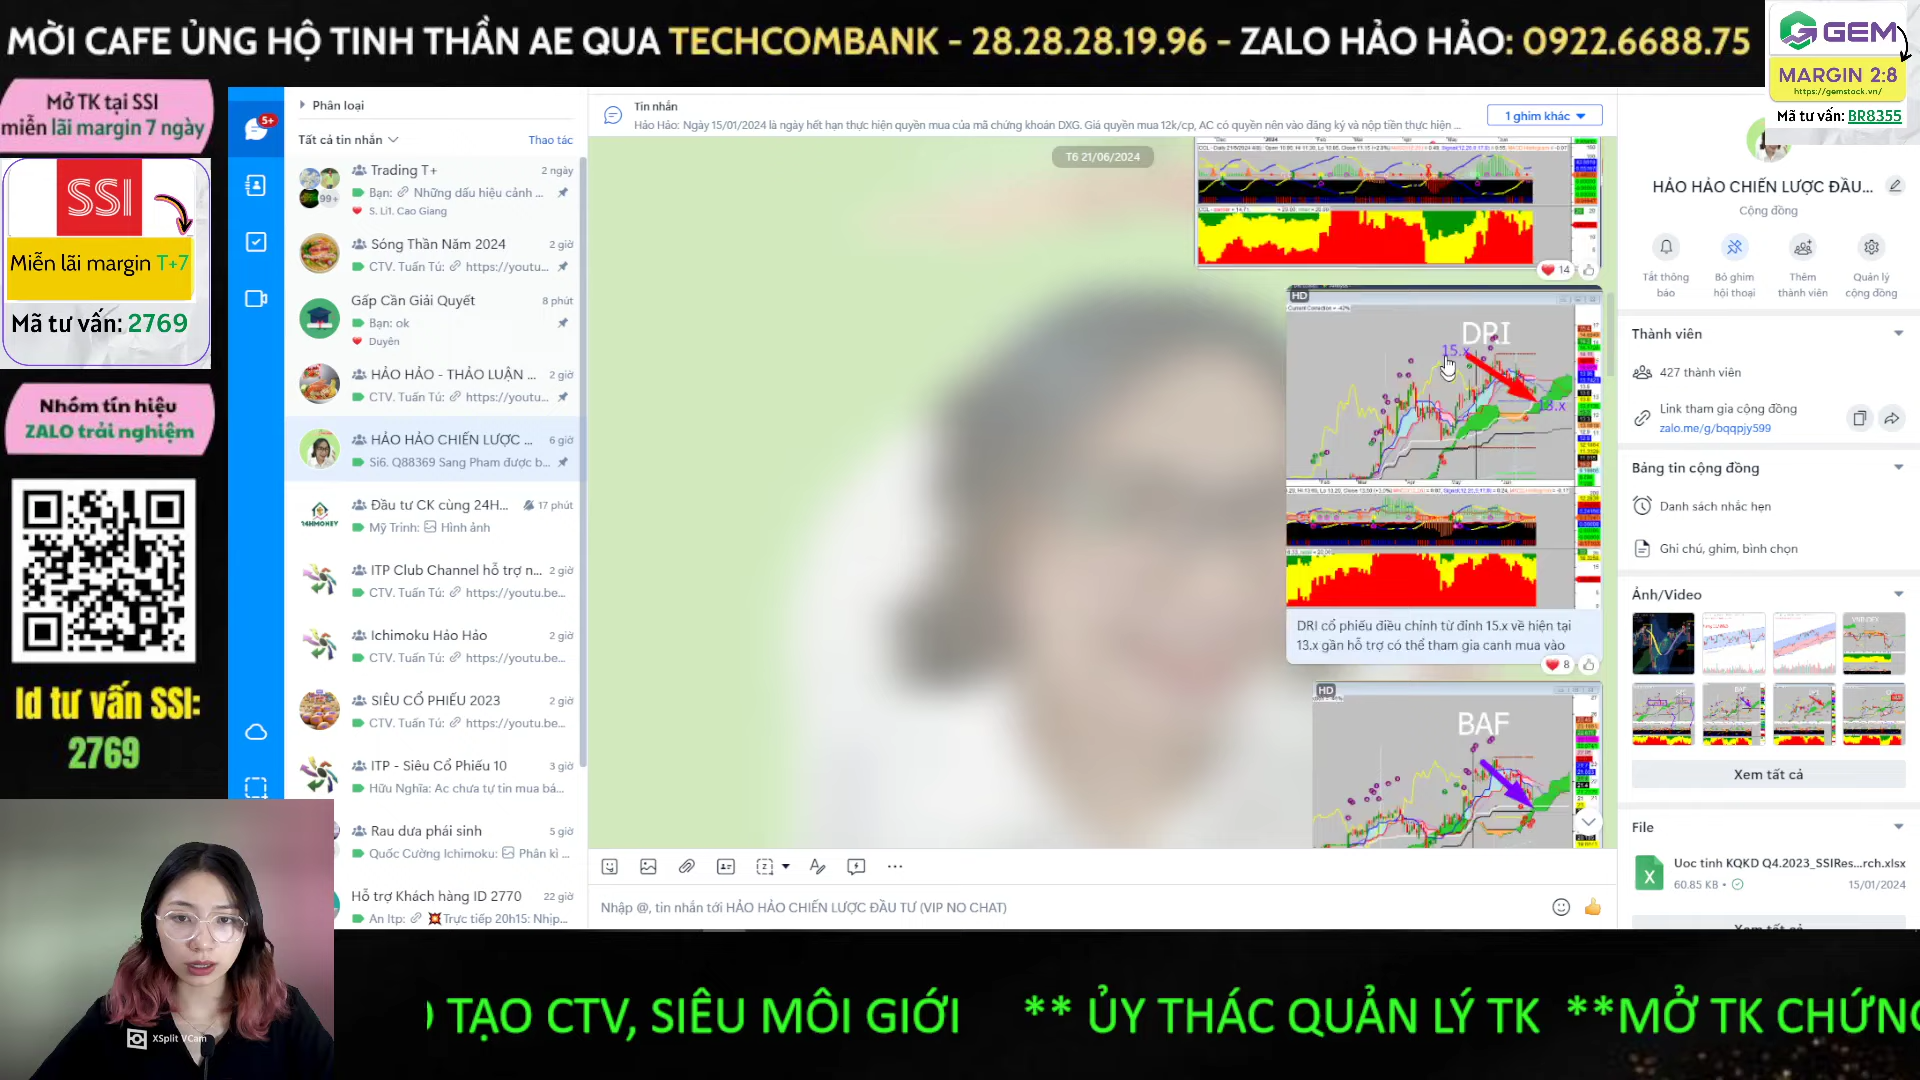 MỜI CAFE ỦNG HỘ TINH THẦN AE QUA TECHCOMBANK - 28.28.28.19.96 - ZALO HẢO HẢO: 0922.6688.75
GEM
MARGIN 2:8
https://gemstock.vn/
Mã tư vấn: BR8355
Mở TK tại SSI
miễn lãi margin 7 ngày
SSI
Miễn lãi margin T+7
Mã tư vấn: 2769
Nhóm tín hiệu
ZALO trải nghiệm
Id tư vấn SSI:
2769
XSplit VCam
5+
Phân loại
Tất cả tin nhắn
Thao tác
Trading T+
2 ngày
99+
Bạn: Những dấu hiệu cảnh ...
S. Li1. Cao Giang
Sóng Thần Năm 2024
2 giờ
CTV. Tuấn Tú: https://youtu...
Gấp Cần Giải Quyết
8 phút
Bạn: ok
Duyên
HẢO HẢO - THẢO LUẬN ...
2 giờ
CTV. Tuấn Tú: https://youtu...
HẢO HẢO CHIẾN LƯỢC ...
6 giờ
Si6. Q88369 Sang Pham được b...
Đầu tư CK cùng 24H...
17 phút
24HMONEY
Mỹ Trinh: Hình ảnh
ITP Club Channel hỗ trợ n...
2 giờ
CTV. Tuấn Tú: https://youtu.be...
Ichimoku Hảo Hảo
2 giờ
CTV. Tuấn Tú: https://youtu.be...
SIÊU CỔ PHIẾU 2023
2 giờ
CTV. Tuấn Tú: https://youtu.be...
ITP - Siêu Cổ Phiếu 10
3 giờ
Hữu Nghĩa: Ac chưa tự tin mua bá...
Rau dưa phái sinh
5 giờ
Quốc Cường Ichimoku: Phân kì ...
Hỗ trợ Khách hàng ID 2770
22 giờ
An Itp: Trực tiếp 20h15: Nhịp...
Tin nhắn
Hảo Hảo: Ngày 15/01/2024 là ngày hết hạn thực hiện quyền mua của mã chứng khoán DXG. Giá quyền mua 12k/cp, AC có quyền nên vào đăng ký và nộp tiền thực hiện ...
1 ghim khác
T6 21/06/2024
14
HD
DRI
15.x
13.x
DRI cổ phiếu điều chỉnh từ đỉnh 15.x về hiện tại
13.x gần hỗ trợ có thể tham gia canh mua vào
8
HD
BAF
Nhập @, tin nhắn tới HẢO HẢO CHIẾN LƯỢC ĐẦU TƯ (VIP NO CHAT)
HẢO HẢO CHIẾN LƯỢC ĐẦU...
Cộng đồng
Tắt thông
báo
Bỏ ghim
hội thoại
Thêm
thành viên
Quản lý
cộng đồng
Thành viên
427 thành viên
Link tham gia cộng đồng
zalo.me/g/bqqpjy599
Bảng tin cộng đồng
Danh sách nhắc hẹn
Ghi chú, ghim, bình chọn
Ảnh/Video
Xem tất cả
File
Uoc tinh KQKD Q4.2023_SSIRes...rch.xlsx
60.85 KB
15/01/2024
Xem tất cả
TẠO CTV, SIÊU MÔI GIỚI ** ỦY THÁC QUẢN LÝ TK **MỞ TK CHỨNG